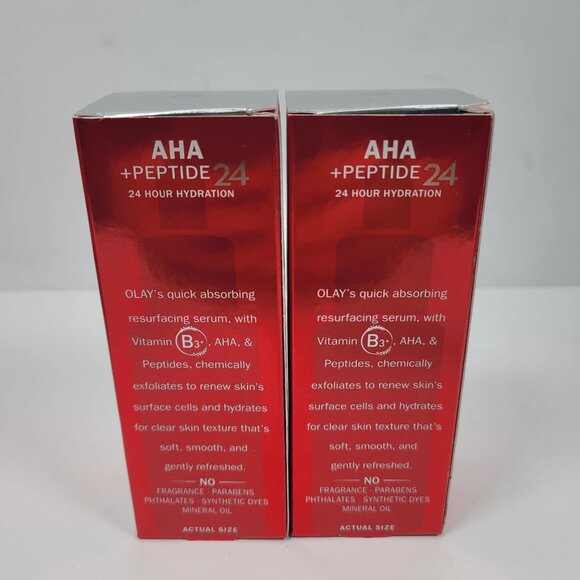 AHA
+PEPTIDE 24
24 HOUR HYDRATION
OLAY's quick absorbing
resurfacing serum, with
Vitamin B3+, AHA, &
Peptides, chemically
exfoliates to renew skin's
surface cells and hydrates
for clear skin texture that's
soft, smooth, and
gently refreshed.
NO
FRAGRANCE · PARABENS
PHTHALATES · SYNTHETIC DYES
MINERAL OIL
ACTUAL SIZE
AHA
+PEPTIDE 24
24 HOUR HYDRATION
OLAY's quick absorbing
resurfacing serum, with
Vitamin B3+, AHA, &
Peptides, chemically
exfoliates to renew skin's
surface cells and hydrates
for clear skin texture that's
soft, smooth, and
gently refreshed.
NO
FRAGRANCE · PARABENS
PHTHALATES · SYNTHETIC DYES
MINERAL OIL
ACTUAL SIZE